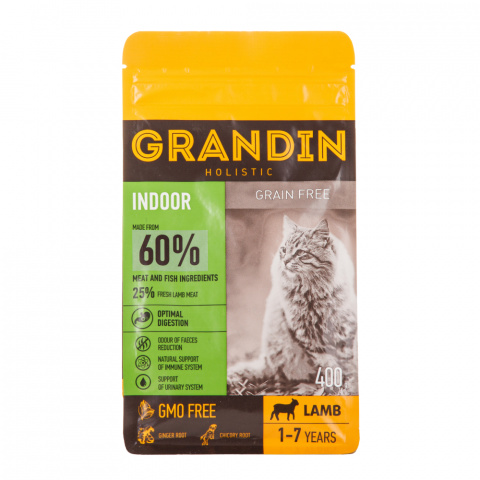 GRANDIN
HOLISTIC
INDOOR
GRAIN FREE
MADE FROM
60%
MEAT AND FISH INGREDIENTS
25% FRESH LAMB MEAT
OPTIMAL
DIGESTION
ODOUR OF FAECES
REDUCTION
NATURAL SUPPORT
OF IMMUNE SYSTEM
SUPPORT
OF URINARY SYSTEM
400
GMO FREE
GINGER ROOT
CHICORY ROOT
LAMB
1-7 YEARS